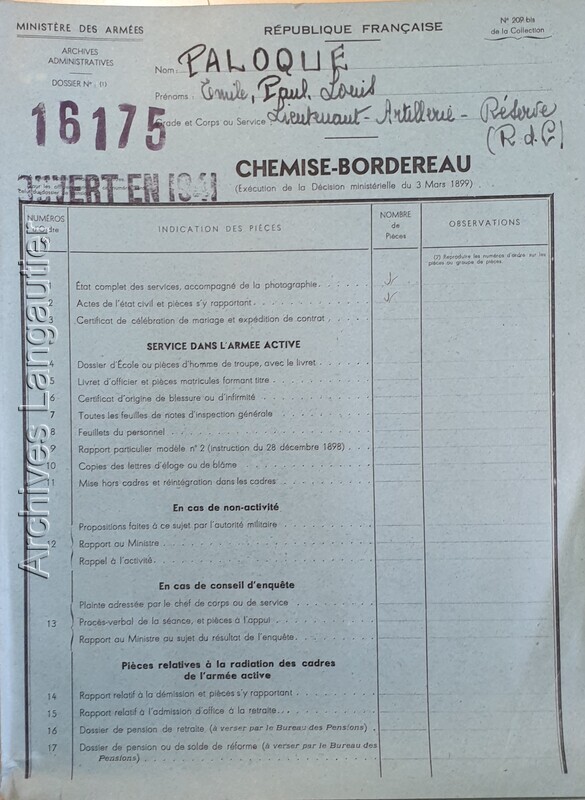 MINISTÈRE DES ARMÉES
RÉPUBLIQUE FRANÇAISE
N° 209 bis
de la Collection
ARCHIVES
ADMINISTRATIVES
DOSSIER N° : (1)
16175
Nom : PALOQUE
Prénoms : Emile, Paul, Louis
Grade et Corps ou Service : Lieutenant - Artillerie - Réserve
(R d C)
OUVERT EN 1941
CHEMISE-BORDEREAU
(Exécution de la Décision ministérielle du 3 Mars 1899)
NUMÉROS
d'Ordre
INDICATION DES PIÈCES
NOMBRE
de
Pièces
OBSERVATIONS
(2) Reproduire les numéros d'ordre sur les
pièces ou groupe de pièces.
État complet des services, accompagné de la photographie
2 Actes de l'état civil et pièces s'y rapportant
3 Certificat de célébration de mariage et expédition de contrat
SERVICE DANS L'ARMEE ACTIVE
4 Dossier d'École ou pièces d'homme de troupe, avec le livret
5 Livret d'officier et pièces matricules formant titre
6 Certificat d'origine de blessure ou d'infirmité
7 Toutes les feuilles de notes d'inspection générale
8 Feuillets du personnel
9 Rapport particulier modèle n° 2 (instruction du 28 décembre 1898)
10 Copies des lettres d'éloge ou de blâme
11 Mise hors cadres et réintégration dans les cadres
En cas de non-activité
Propositions faites à ce sujet par l'autorité militaire
12 Rapport au Ministre
Rappel à l'activité
En cas de conseil d'enquête
Plainte adressée par le chef de corps ou de service
13 Procès-verbal de la séance, et pièces à l'appui
Rapport au Ministre au sujet du résultat de l'enquête
Pièces relatives à la radiation des cadres
de l'armée active
14 Rapport relatif à la démission et pièces s'y rapportant
15 Rapport relatif à l'admission d'office à la retraite
16 Dossier de pension de retraite (à verser par le Bureau des Pensions)
17 Dossier de pension ou de solde de réforme (à verser par le Bureau des
Pensions)
Archives Langautier